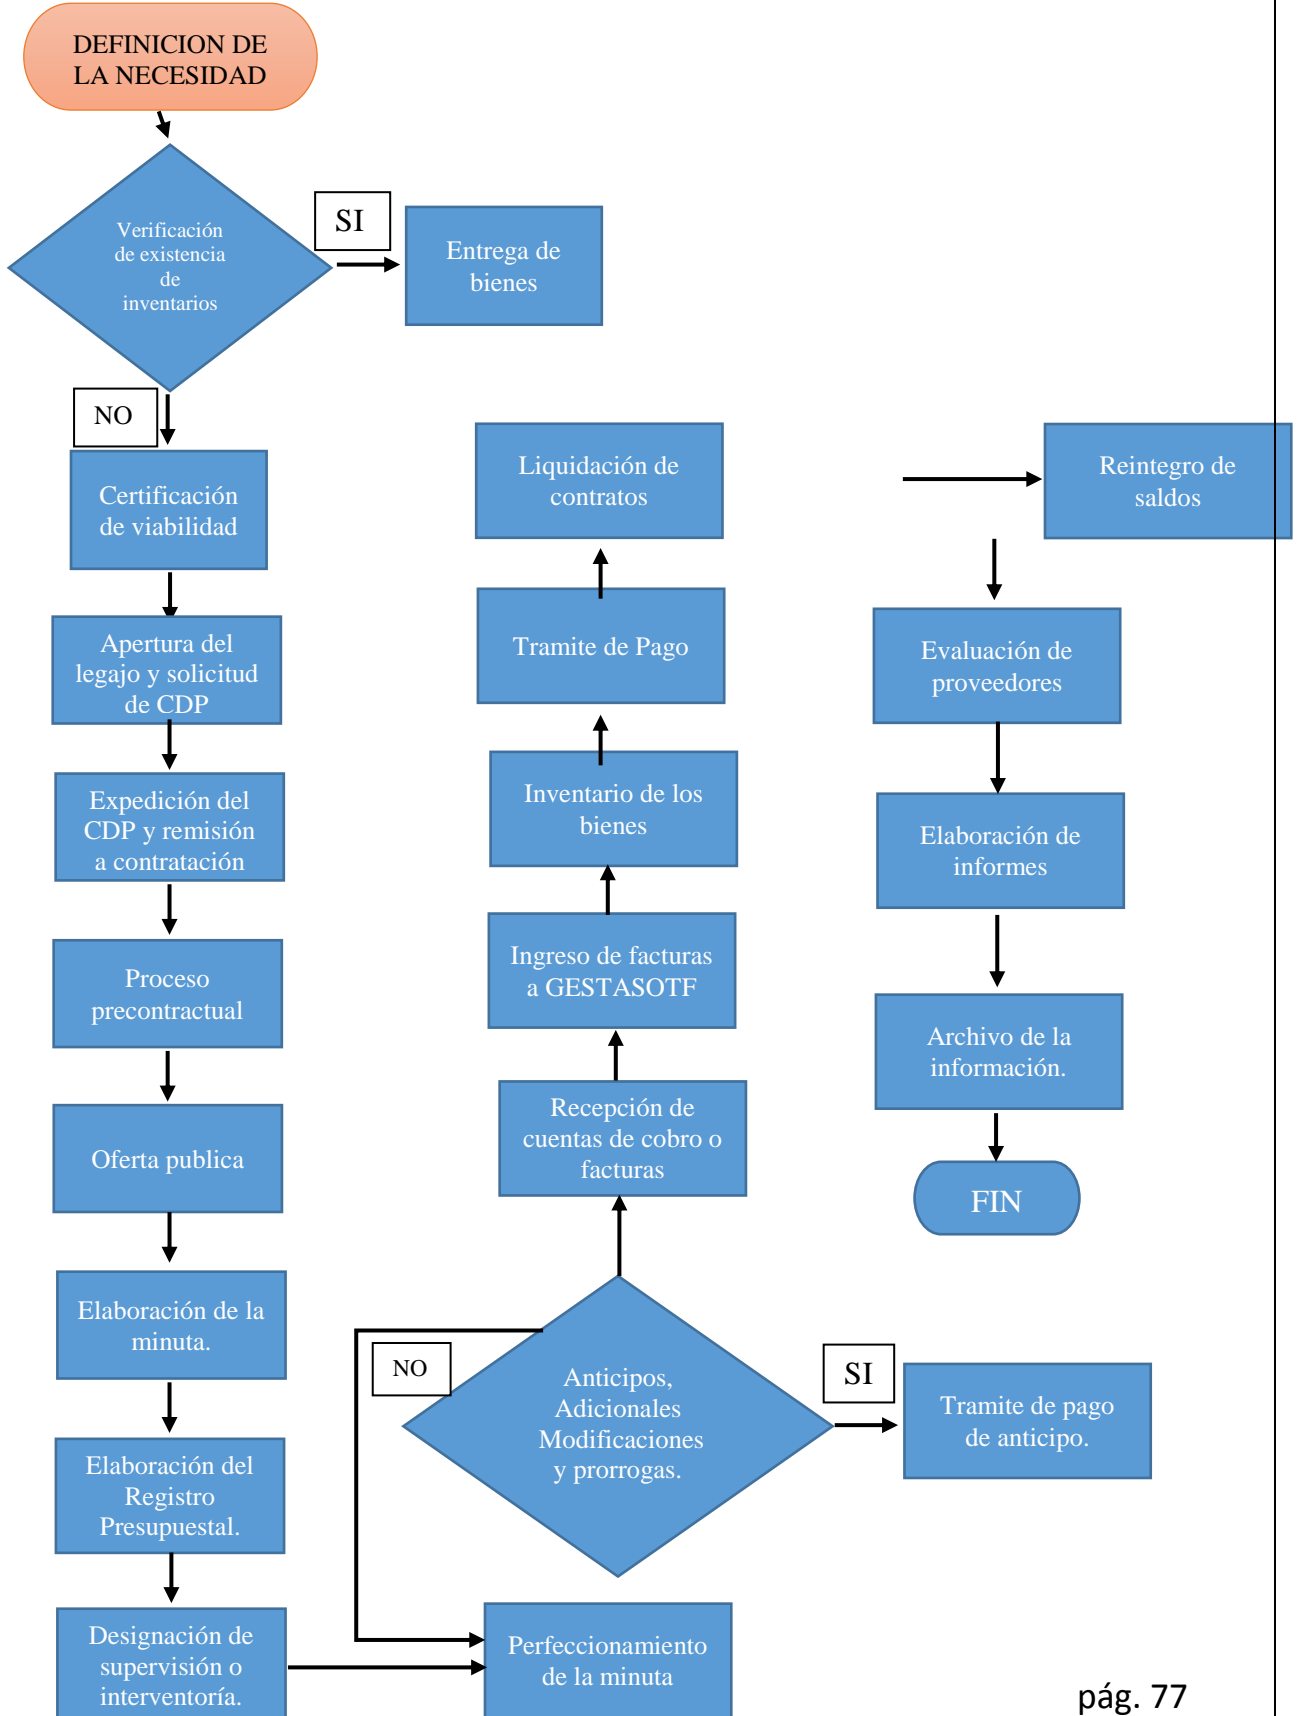 DEFINICION DE
LA NECESIDAD
Verificación
de existencia
de
inventarios
SI
Entrega de
bienes
NO
Certificación
de viabilidad
Apertura del
legajo y solicitud
de CDP
Expedición del
CDP y remisión
a contratación
Proceso
precontractual
Oferta publica
Elaboración de la
minuta.
Elaboración del
Registro
Presupuestal.
Designación de
supervisión o
interventoría.
Liquidación de
contratos
Tramite de Pago
Inventario de los
bienes
Ingreso de facturas
a GESTASOTF
Recepción de
cuentas de cobro o
facturas
NO
Anticipos,
Adicionales
Modificaciones
y prorrogas.
SI
Tramite de pago
de anticipo.
Perfeccionamiento
de la minuta
Reintegro de
saldos
Evaluación de
proveedores
Elaboración de
informes
Archivo de la
información.
FIN
pág. 77